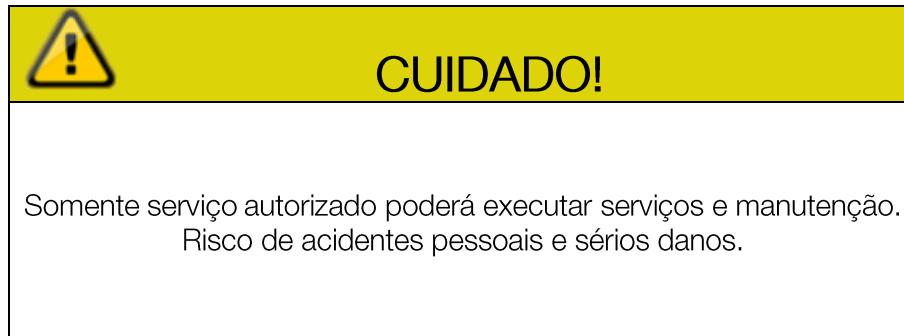 CUIDADO!
Somente serviço autorizado poderá executar serviços e manutenção.
Risco de acidentes pessoais e sérios danos.